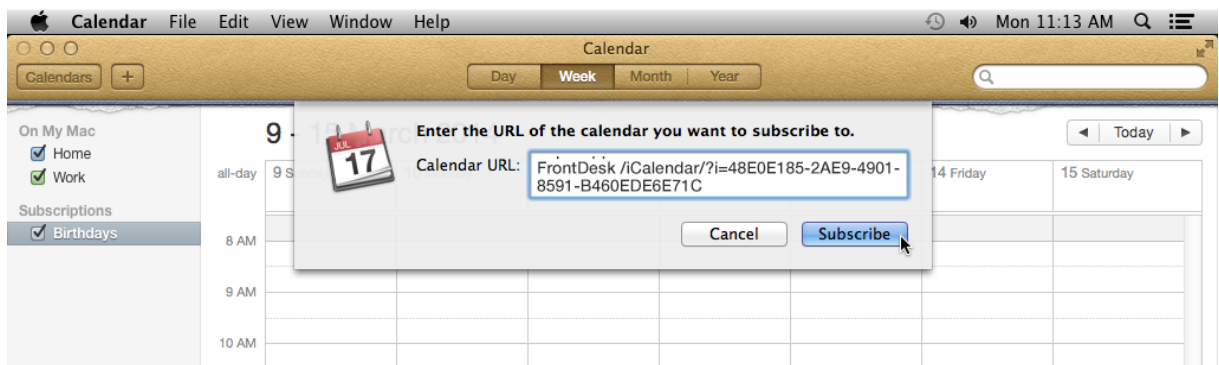 Calendar File Edit View Window Help Mon 11:13 AM
Calendar
Calendars + Day Week Month Year
Enter the URL of the calendar you want to subscribe to.
Calendar URL: FrontDesk /iCalendar/?i=48E0E185-2AE9-4901-
8591-B460EDE6E71C
Cancel Subscribe
JUL
17
On My Mac
Home
Work
Subscriptions
Birthdays
9 - 15 March
Today
all-day 9 14 Friday 15 Saturday
8 AM
9 AM
10 AM